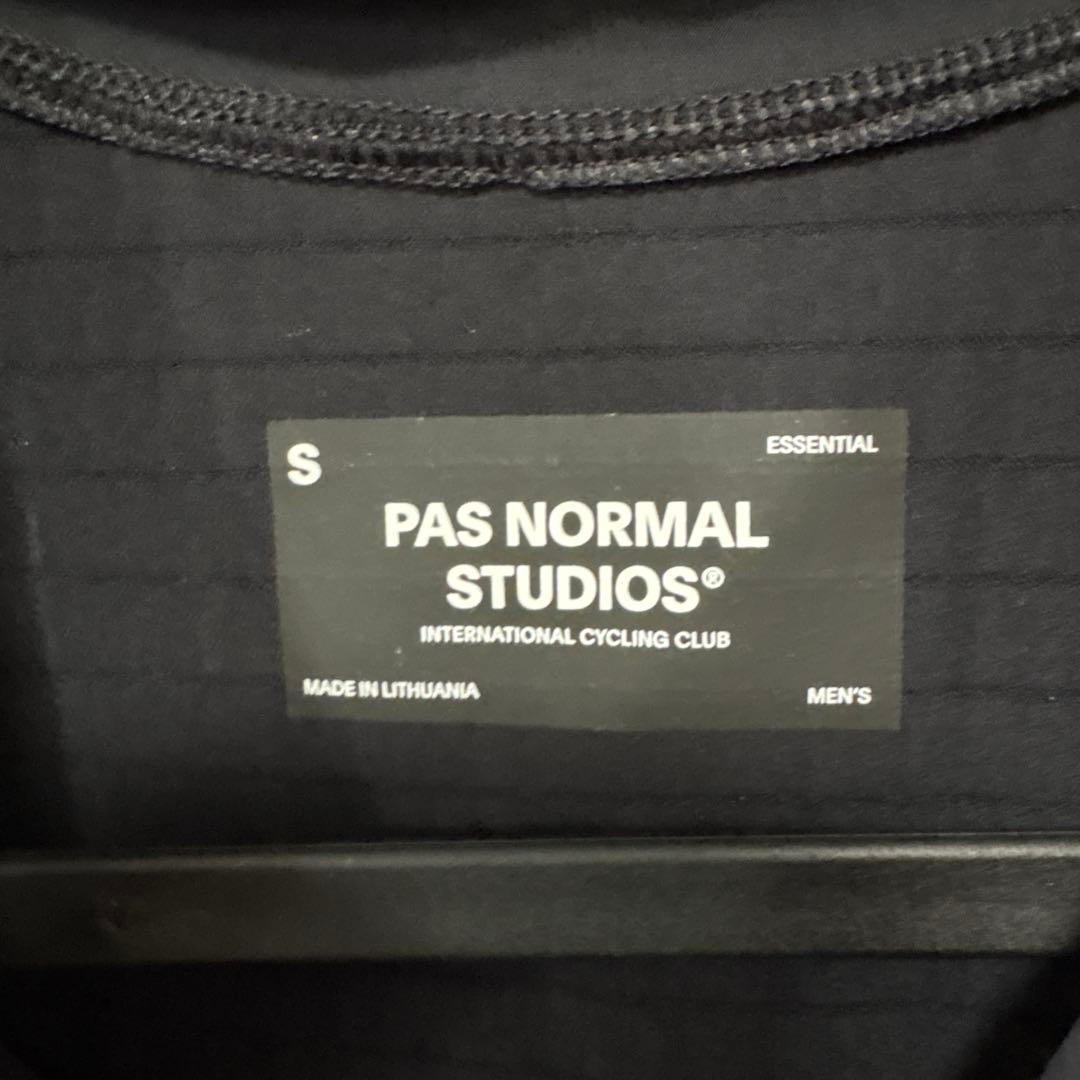 S
ESSENTIAL
PAS NORMAL
STUDIOS®
INTERNATIONAL CYCLING CLUB
MADE IN LITHUANIA
MEN'S